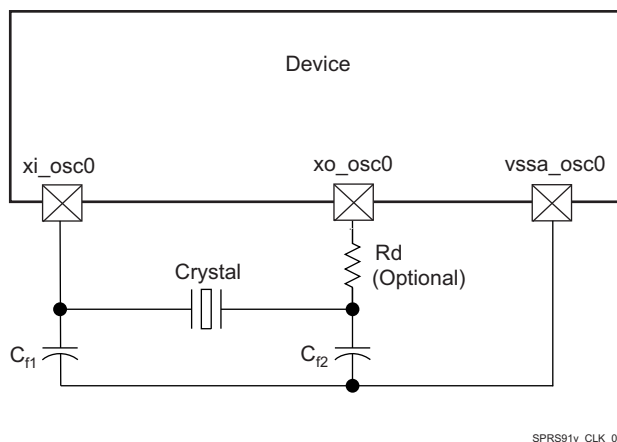 Device
xi_osc0 xo_osc0 vssa_osc0
Rd
(Optional)
Crystal
Cf1 Cf2
SPRS91v_CLK_0